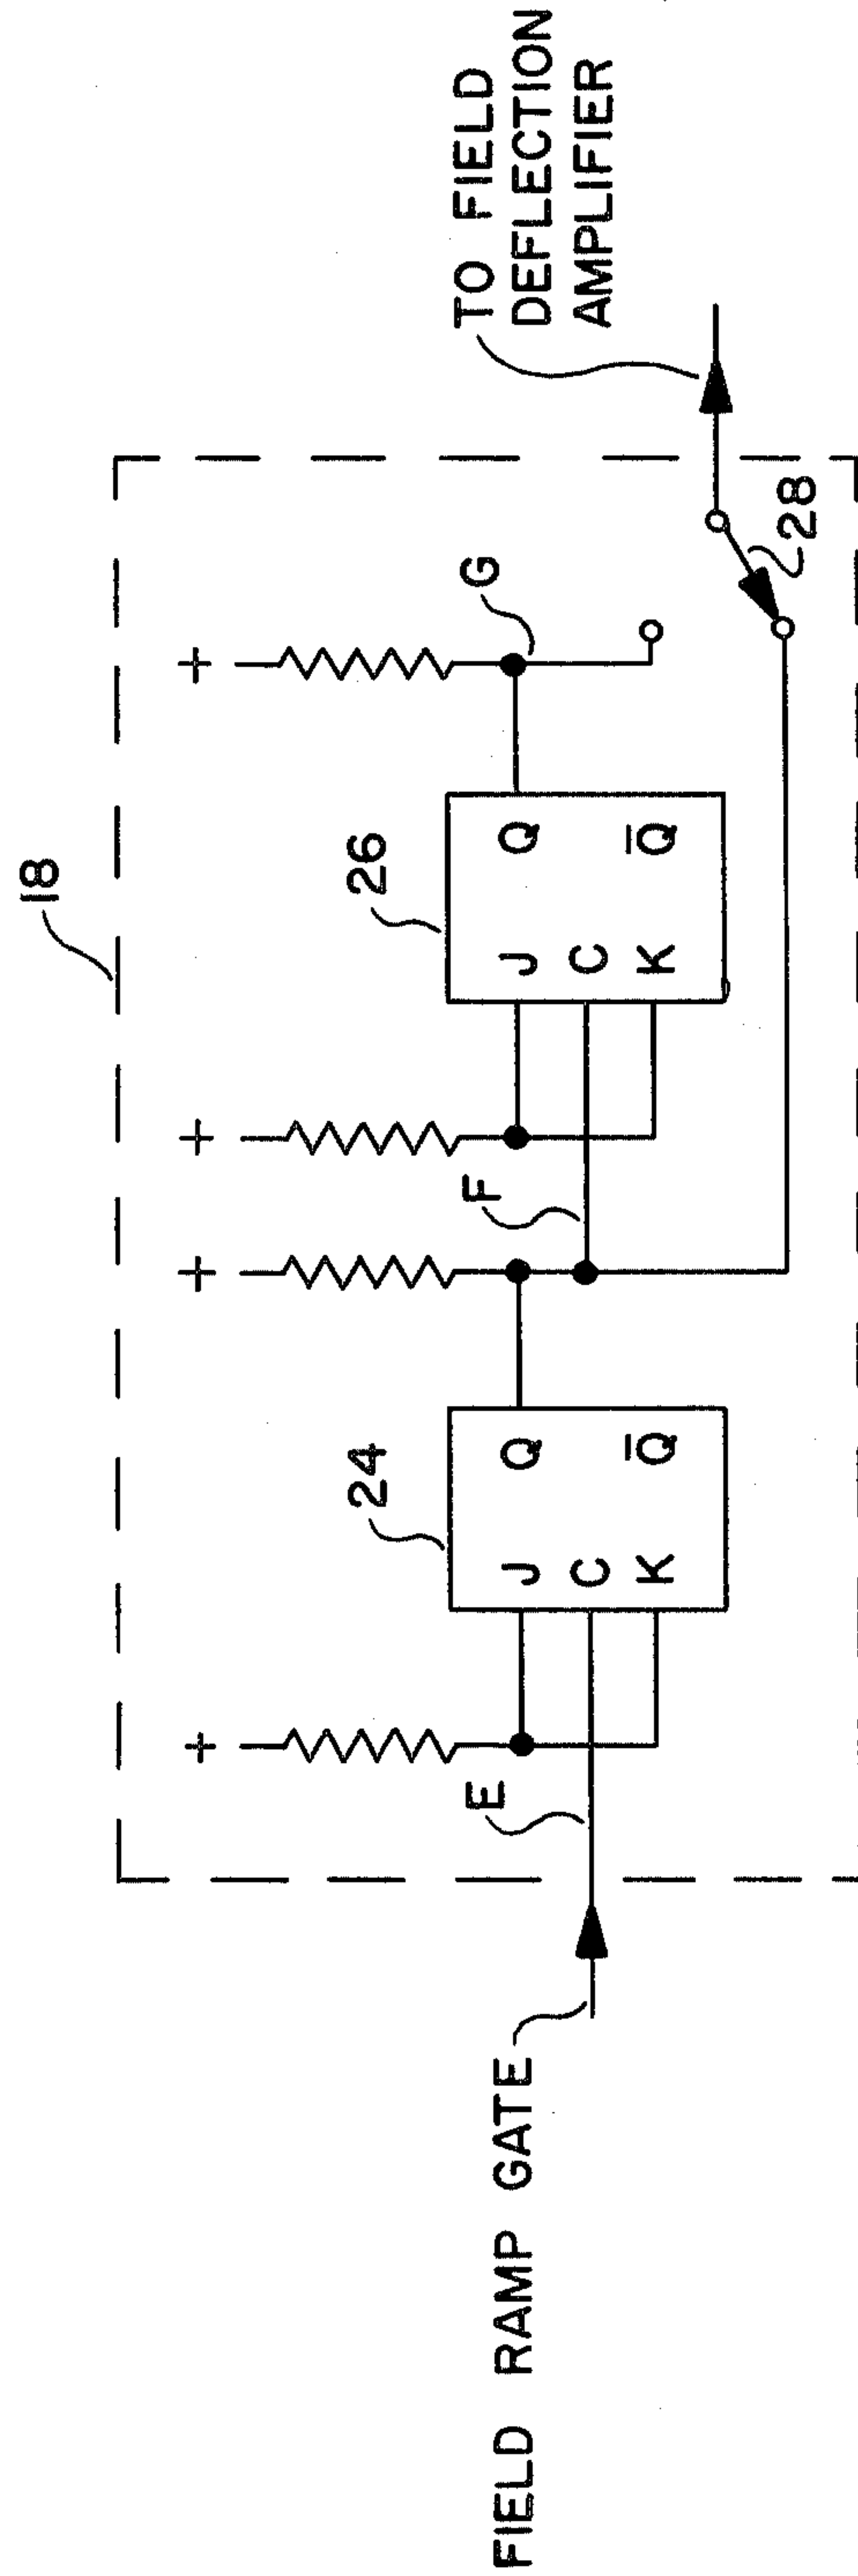 18
24
26
28
E
F
G
J
C
K
Q
Q̅
J
C
K
Q
Q̅
+
+
+
+
FIELD RAMP GATE
TO FIELD
DEFLECTION
AMPLIFIER